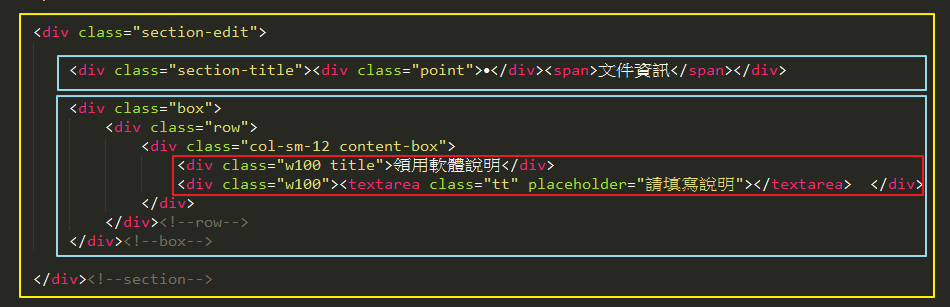 <div class="section-edit">
<div class="section-title"><div class="point">•</div><span>文件資訊</span></div>
<div class="box">
<div class="row">
<div class="col-sm-12 content-box">
<div class="w100 title">領用軟體說明</div>
<div class="w100"><textarea class="tt" placeholder="請填寫說明"></textarea>  </div>
</div>
</div><!--row-->
</div><!--box-->
</div><!--section-->